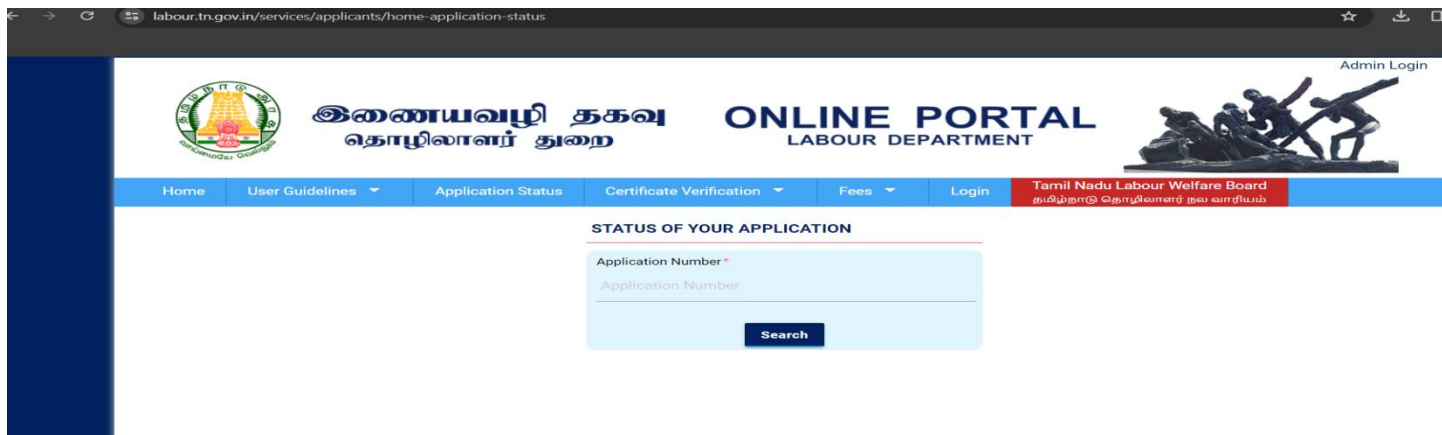 labour.tn.gov.in/services/applicants/home-application-status
Admin Login
இணையவழி தகவு
தொழிலாளர் துறை
ONLINE PORTAL
LABOUR DEPARTMENT
Home User Guidelines Application Status Certificate Verification Fees Login Tamil Nadu Labour Welfare Board
தமிழ்நாடு தொழிலாளர் நல வாரியம்
STATUS OF YOUR APPLICATION
Application Number*
Application Number
Search